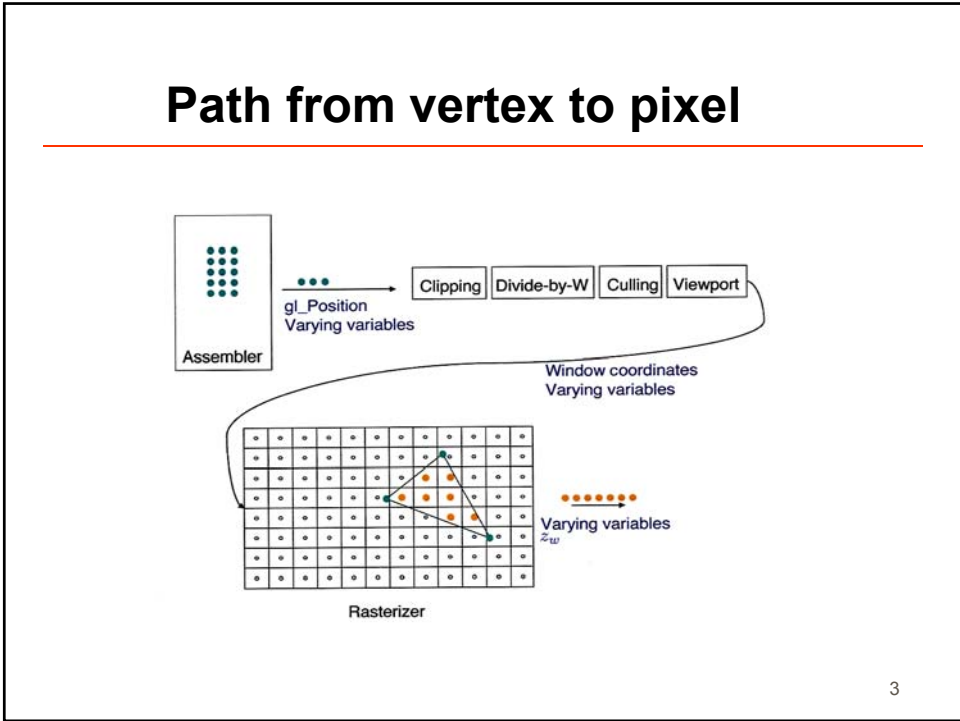 Path from vertex to pixel
gl_Position
Varying variables
Assembler
Clipping
Divide-by-W
Culling
Viewport
Window coordinates
Varying variables
Varying variables
z_w
Rasterizer
3